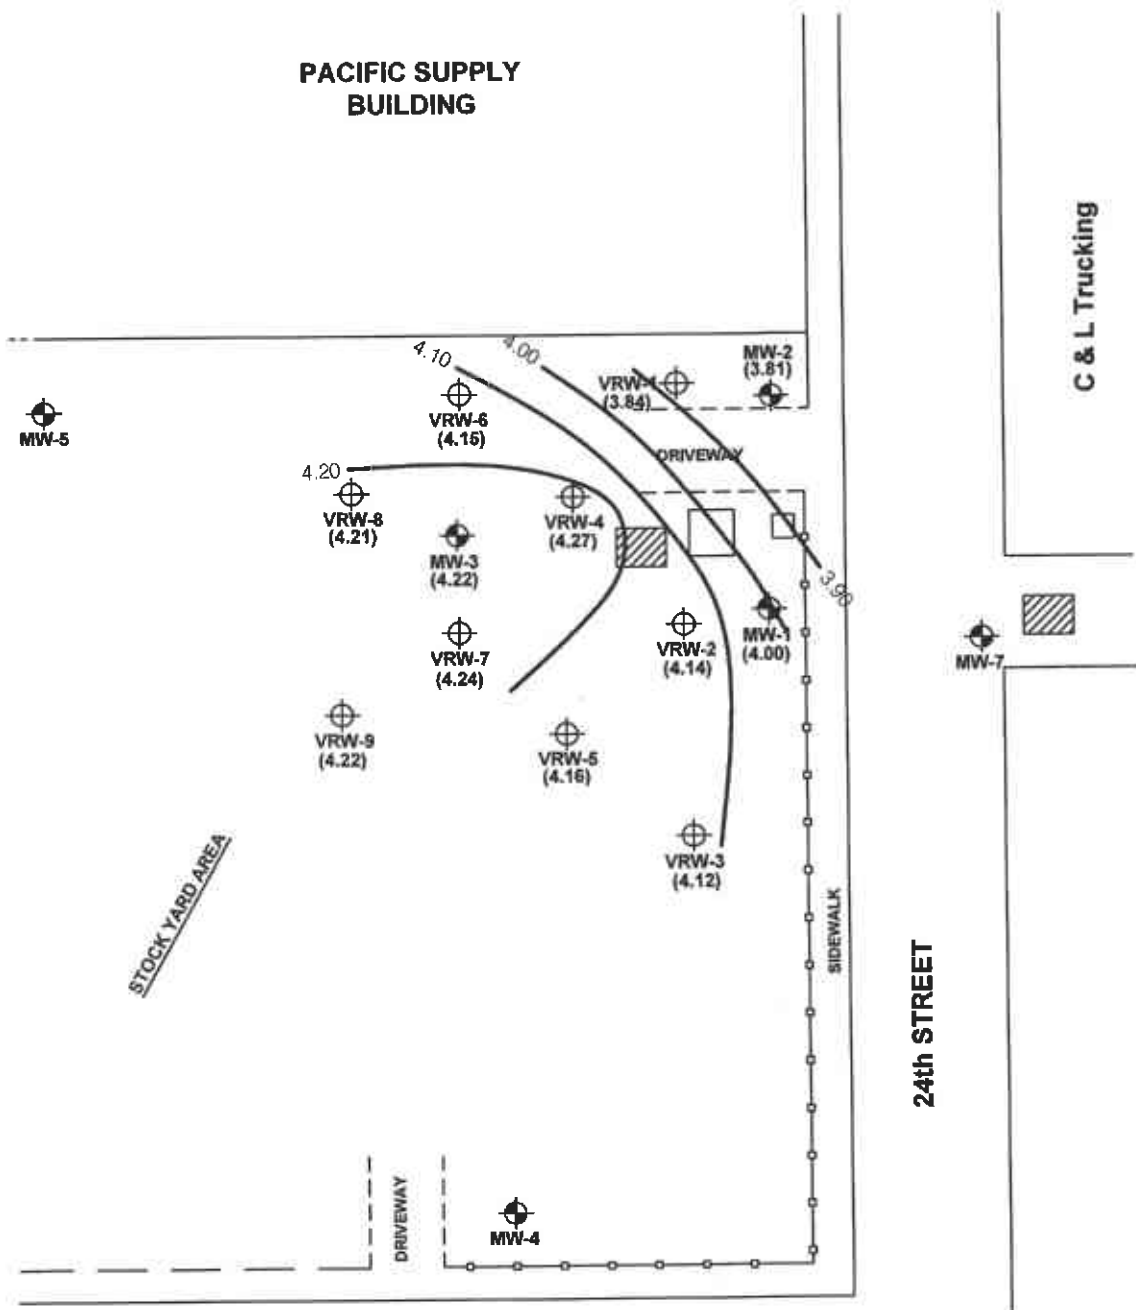 PACIFIC SUPPLY
BUILDING
C & L Trucking
4.10
4.00
MW-2
(3.81)
VRW-1
(3.84)
MW-5
VRW-6
(4.15)
DRIVEWAY
4.20
VRW-8
(4.21)
VRW-4
(4.27)
MW-3
(4.22)
3.90
MW-1
(4.00)
VRW-2
(4.14)
MW-7
VRW-7
(4.24)
VRW-9
(4.22)
VRW-5
(4.16)
VRW-3
(4.12)
STOCK YARD AREA
SIDEWALK
24th STREET
DRIVEWAY
MW-4